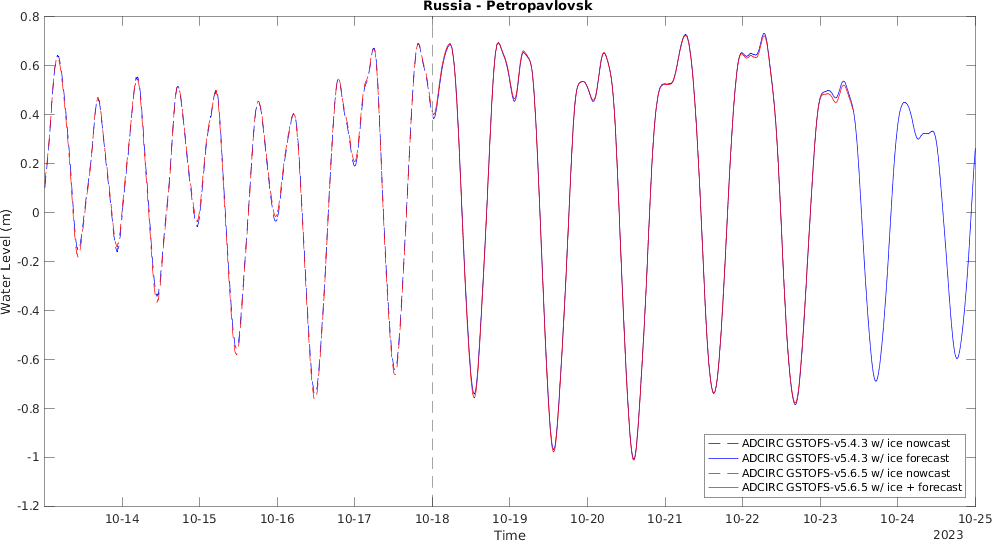 Russia - Petropavlovsk
Water Level (m)
0.8
0.6
0.4
0.2
0
-0.2
-0.4
-0.6
-0.8
-1
-1.2
ADCIRC GSTOFS-v5.4.3 w/ ice nowcast
ADCIRC GSTOFS-v5.4.3 w/ ice forecast
ADCIRC GSTOFS-v5.6.5 w/ ice nowcast
ADCIRC GSTOFS-v5.6.5 w/ ice + forecast
10-14 10-15 10-16 10-17 10-18 10-19 10-20 10-21 10-22 10-23 10-24 10-25
Time
2023